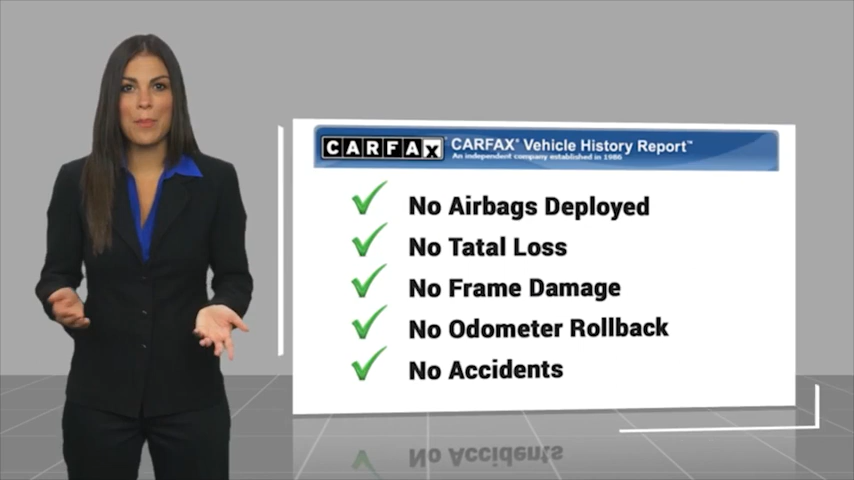 CARFAX CARFAX® Vehicle History Report™
An independent company established in 1986
No Airbags Deployed
No Tatal Loss
No Frame Damage
No Odometer Rollback
No Accidents
No Accidents